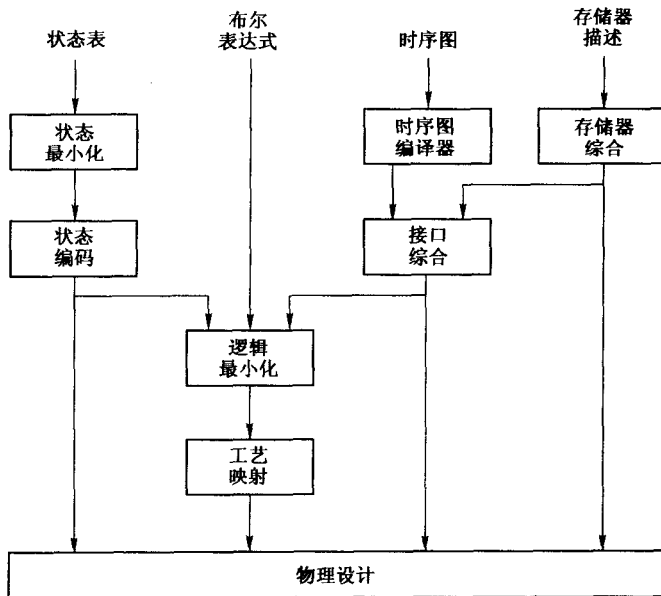 状态表
布尔
表达式
时序图
存储器
描述
状态
最小化
时序图
编译器
存储器
综合
状态
编码
接口
综合
逻辑
最小化
工艺
映射
物理设计